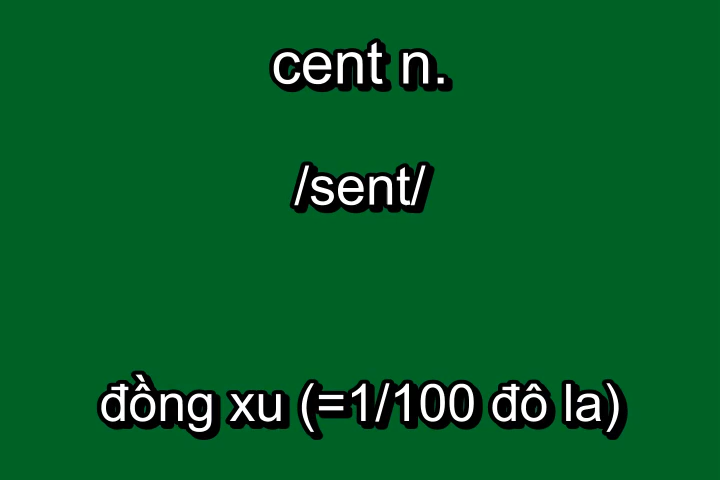 cent n.
/sent/
đồng xu (=1/100 đô la)